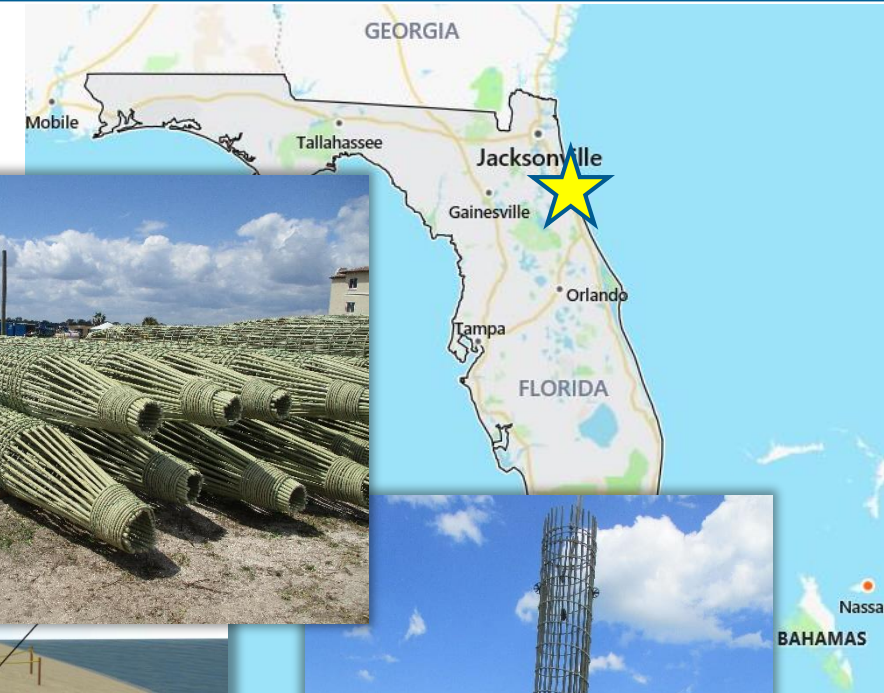 GEORGIA
Mobile
Tallahassee
Jacksonville
Gainesville
Orlando
Tampa
FLORIDA
Nassa
BAHAMAS